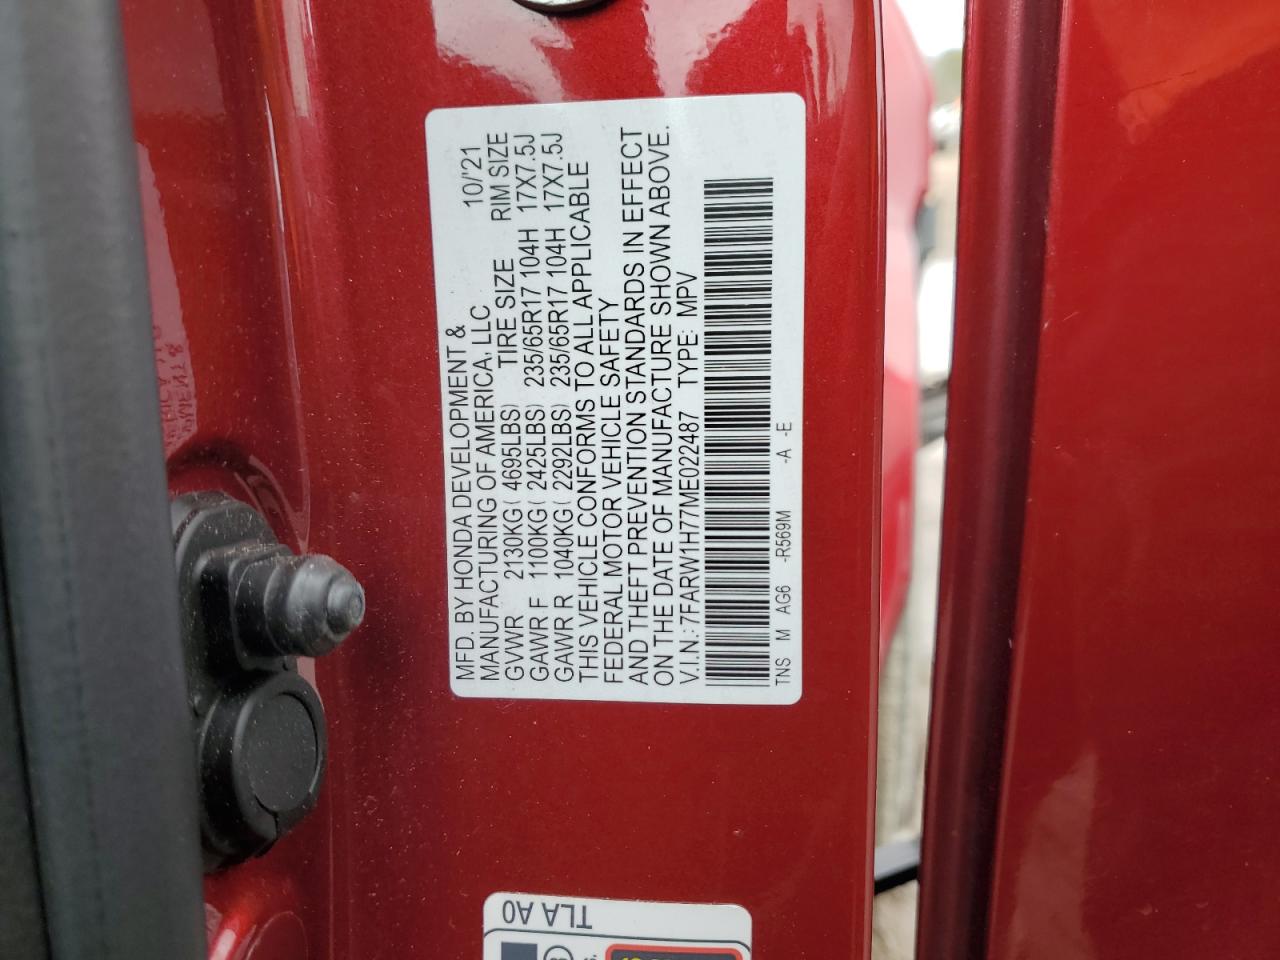 MFD. BY HONDA DEVELOPMENT &
MANUFACTURING OF AMERICA, LLC 10/'21
TIRE SIZE RIM SIZE
GVWR 2130KG( 4695LBS)
GAWR F 1100KG( 2425LBS) 235/65R17 104H 17X7.5J
GAWR R 1040KG( 2292LBS) 235/65R17 104H 17X7.5J
THIS VEHICLE CONFORMS TO ALL APPLICABLE
FEDERAL MOTOR VEHICLE SAFETY
AND THEFT PREVENTION STANDARDS IN EFFECT
ON THE DATE OF MANUFACTURE SHOWN ABOVE.
V.I.N.: 7FARW1H77ME022487 TYPE: MPV
TNS M AG6 -R569M -A -E
TLA A0